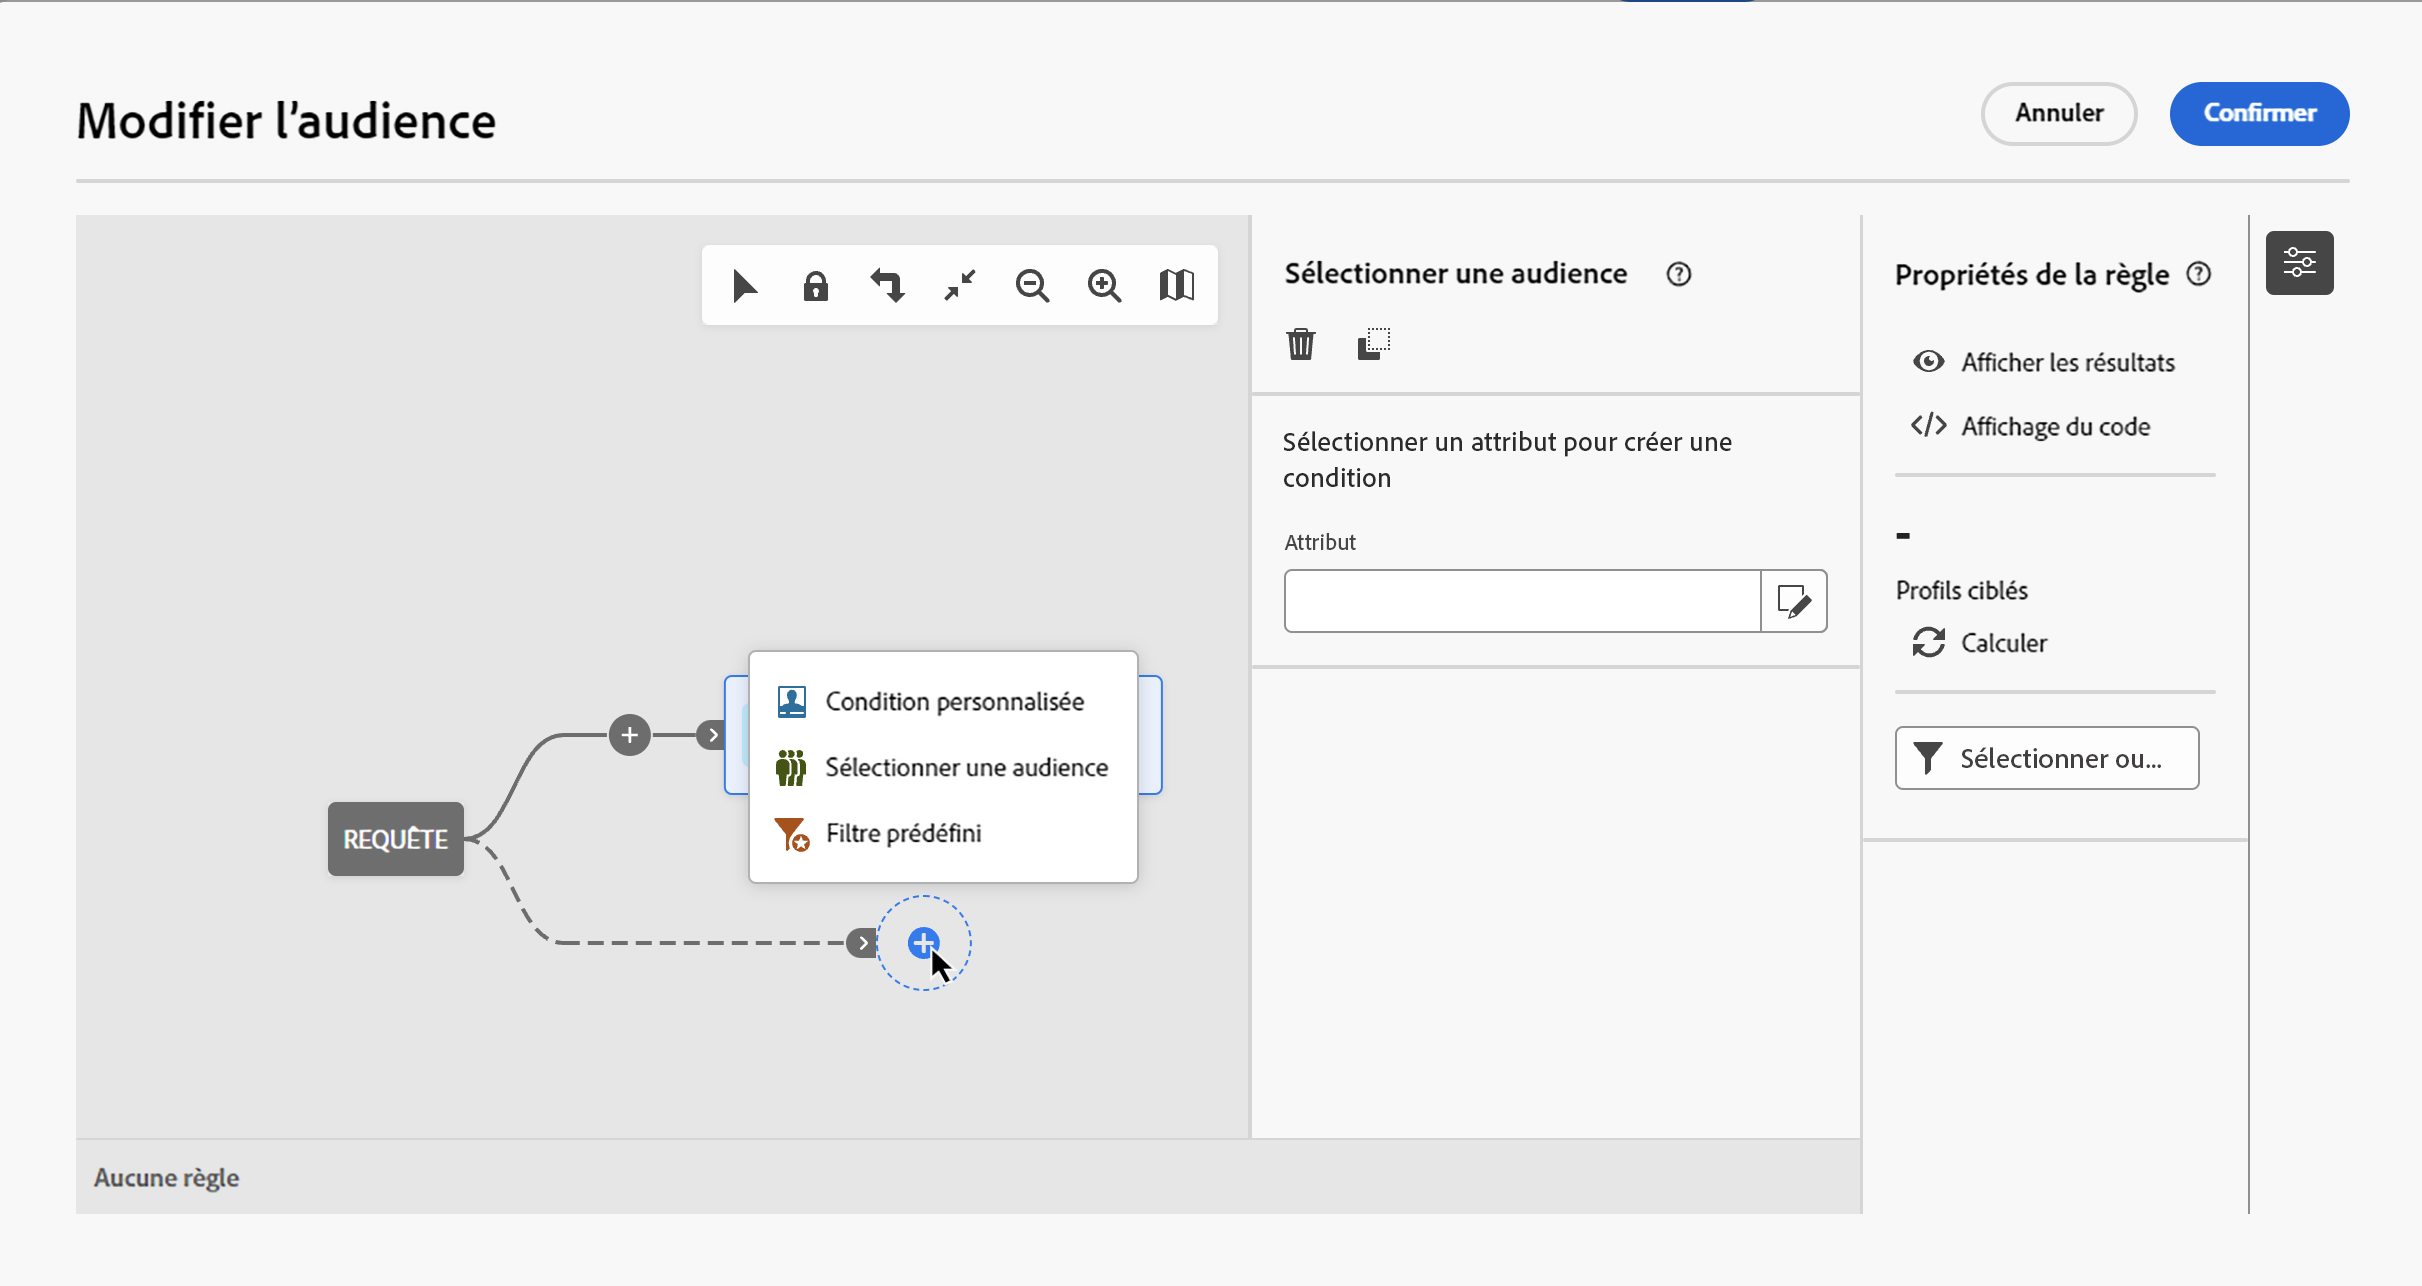 Modifier l’audience
Annuler
Confirmer
Sélectionner une audience
Sélectionner un attribut pour créer une
condition
Attribut
Propriétés de la règle
Afficher les résultats
Affichage du code
-
Profils ciblés
Calculer
Sélectionner ou...
Condition personnalisée
Sélectionner une audience
Filtre prédéfini
REQUÊTE
Aucune règle